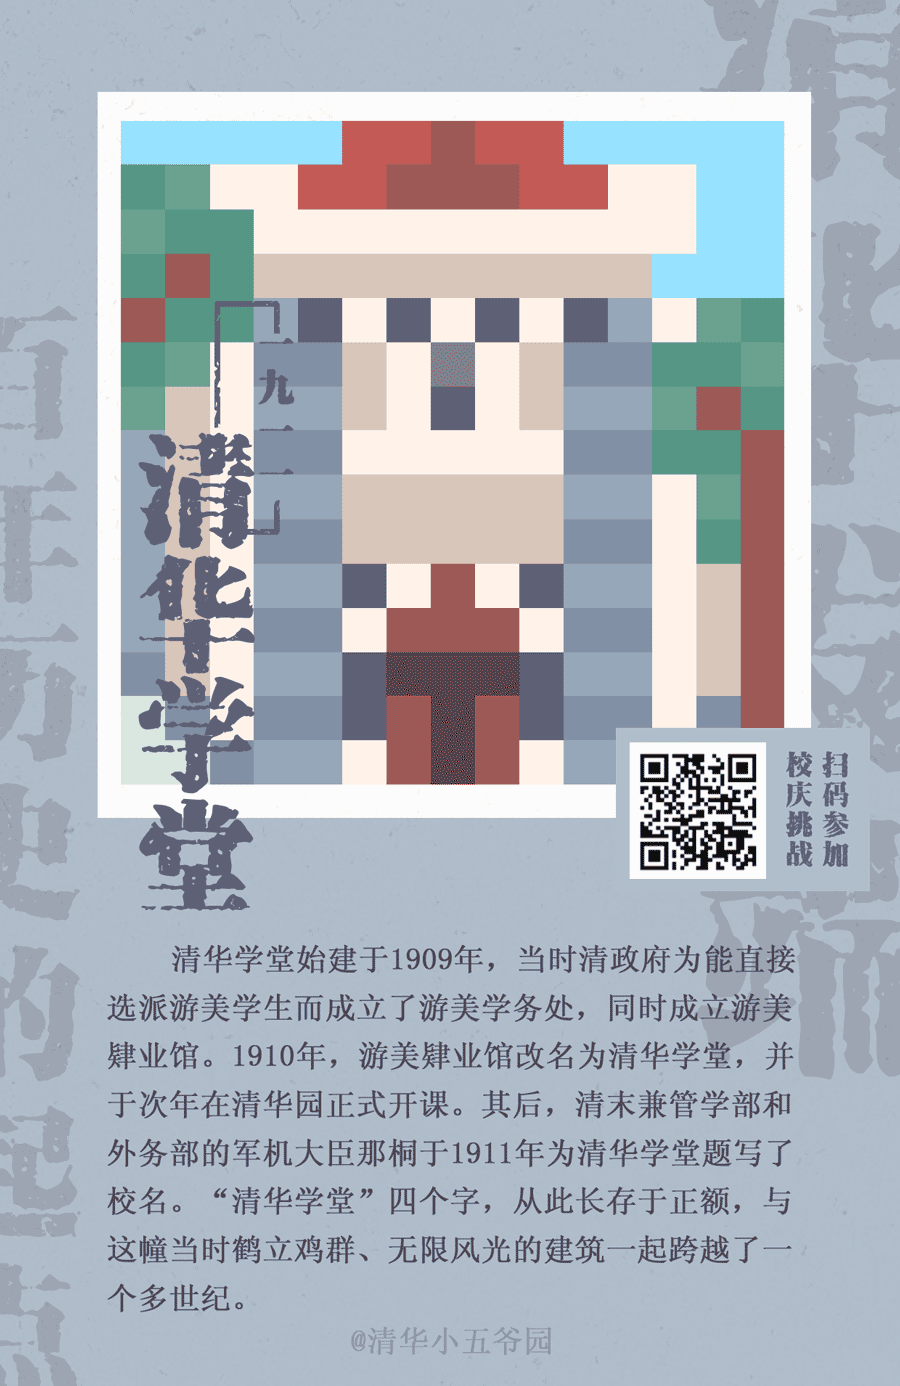 「一九一一」
清华学堂
扫码参加
校庆挑战
清华学堂始建于1909年，当时清政府为能直接
选派游美学生而成立了游美学务处，同时成立游美
肄业馆。1910年，游美肄业馆改名为清华学堂，并
于次年在清华园正式开课。其后，清末兼管学部和
外务部的军机大臣那桐于1911年为清华学堂题写了
校名。“清华学堂”四个字，从此长存于正额，与
这幢当时鹤立鸡群、无限风光的建筑一起跨越了一
个多世纪。
@清华小五爷园